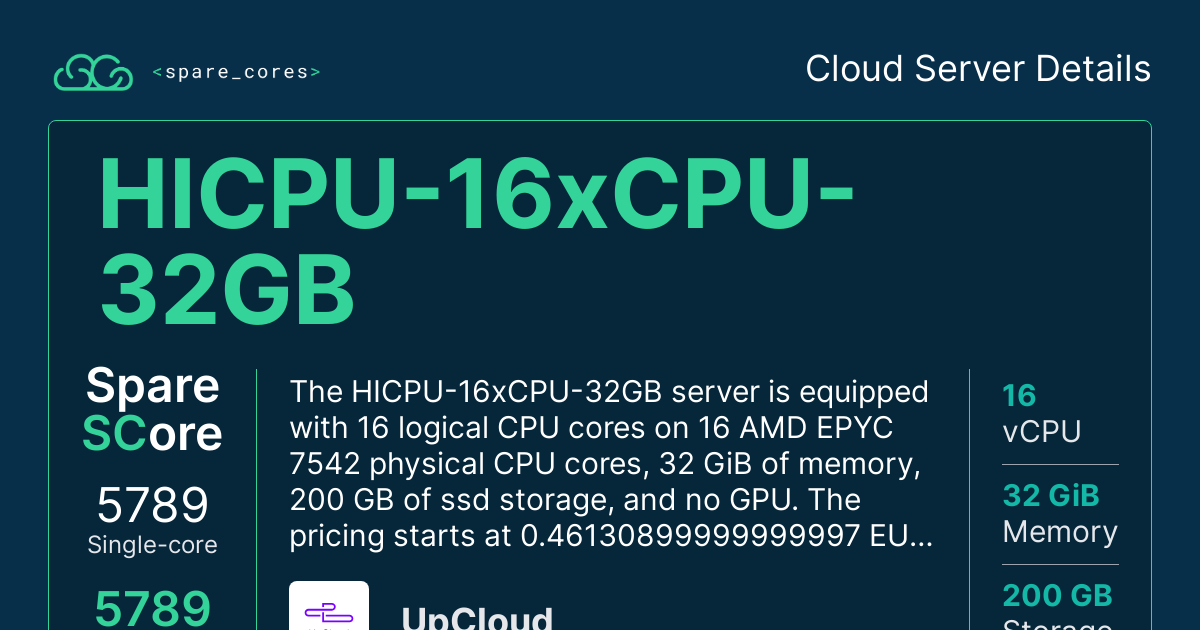 <spare_cores>
Cloud Server Details
HICPU-16xCPU-
32GB
Spare
SCore
5789
Single-core
5789
The HICPU-16xCPU-32GB server is equipped
with 16 logical CPU cores on 16 AMD EPYC
7542 physical CPU cores, 32 GiB of memory,
200 GB of ssd storage, and no GPU. The
pricing starts at 0.46130899999999997 EU...
UpCloud
16
vCPU
32 GiB
Memory
200 GB
Storage